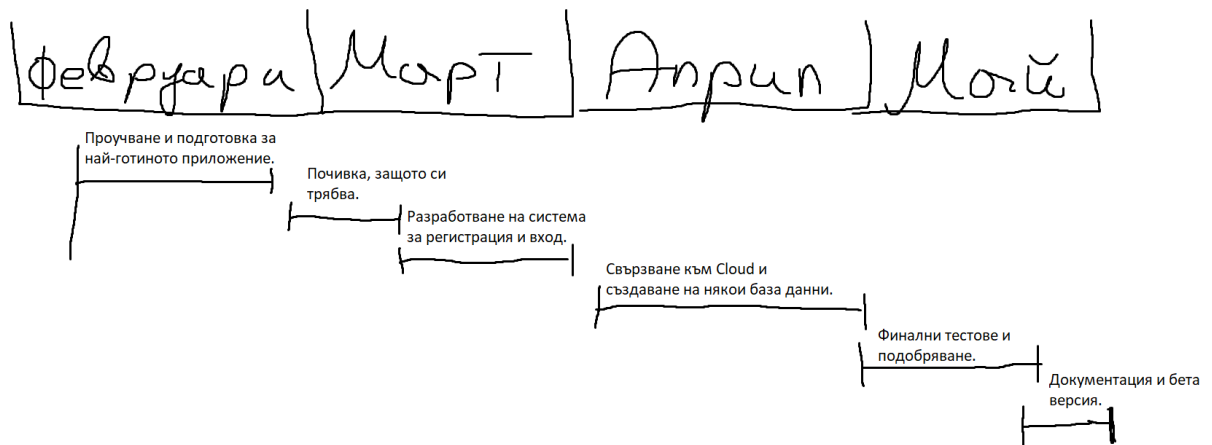 Февруари Март Април Май
Проучване и подготовка за
най-готиното приложение.
Почивка, защото си
трябва.
Разработване на система
за регистрация и вход.
Свързване към Cloud и
създаване на някои база данни.
Финални тестове и
подобряване.
Документация и бета
версия.